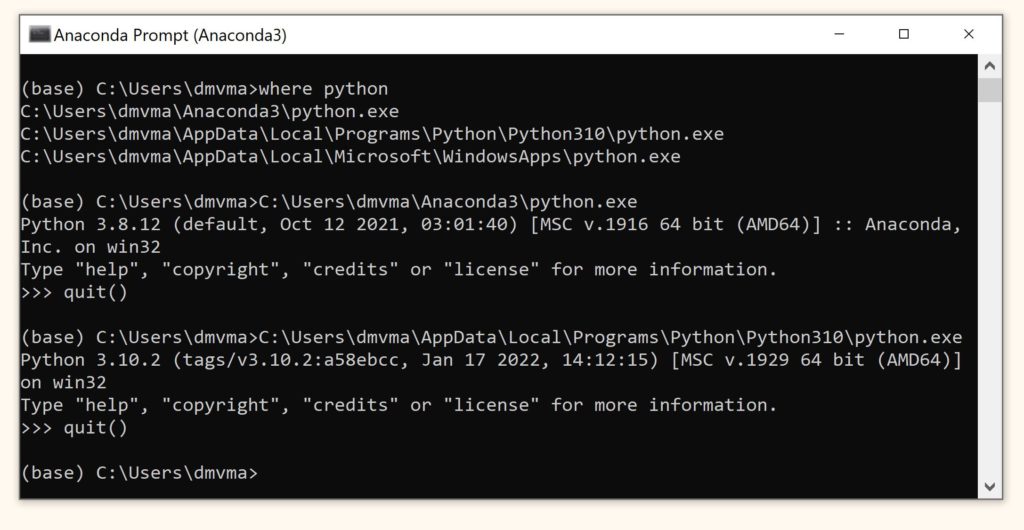 Anaconda Prompt (Anaconda3)
(base) C:\Users\dmvma>where python
C:\Users\dmvma\Anaconda3\python.exe
C:\Users\dmvma\AppData\Local\Programs\Python\Python310\python.exe
C:\Users\dmvma\AppData\Local\Microsoft\WindowsApps\python.exe
(base) C:\Users\dmvma>C:\Users\dmvma\Anaconda3\python.exe
Python 3.8.12 (default, Oct 12 2021, 03:01:40) [MSC v.1916 64 bit (AMD64)] :: Anaconda,
Inc. on win32
Type "help", "copyright", "credits" or "license" for more information.
>>> quit()
(base) C:\Users\dmvma>C:\Users\dmvma\AppData\Local\Programs\Python\Python310\python.exe
Python 3.10.2 (tags/v3.10.2:a58ebcc, Jan 17 2022, 14:12:15) [MSC v.1929 64 bit (AMD64)]
on win32
Type "help", "copyright", "credits" or "license" for more information.
>>> quit()
(base) C:\Users\dmvma>